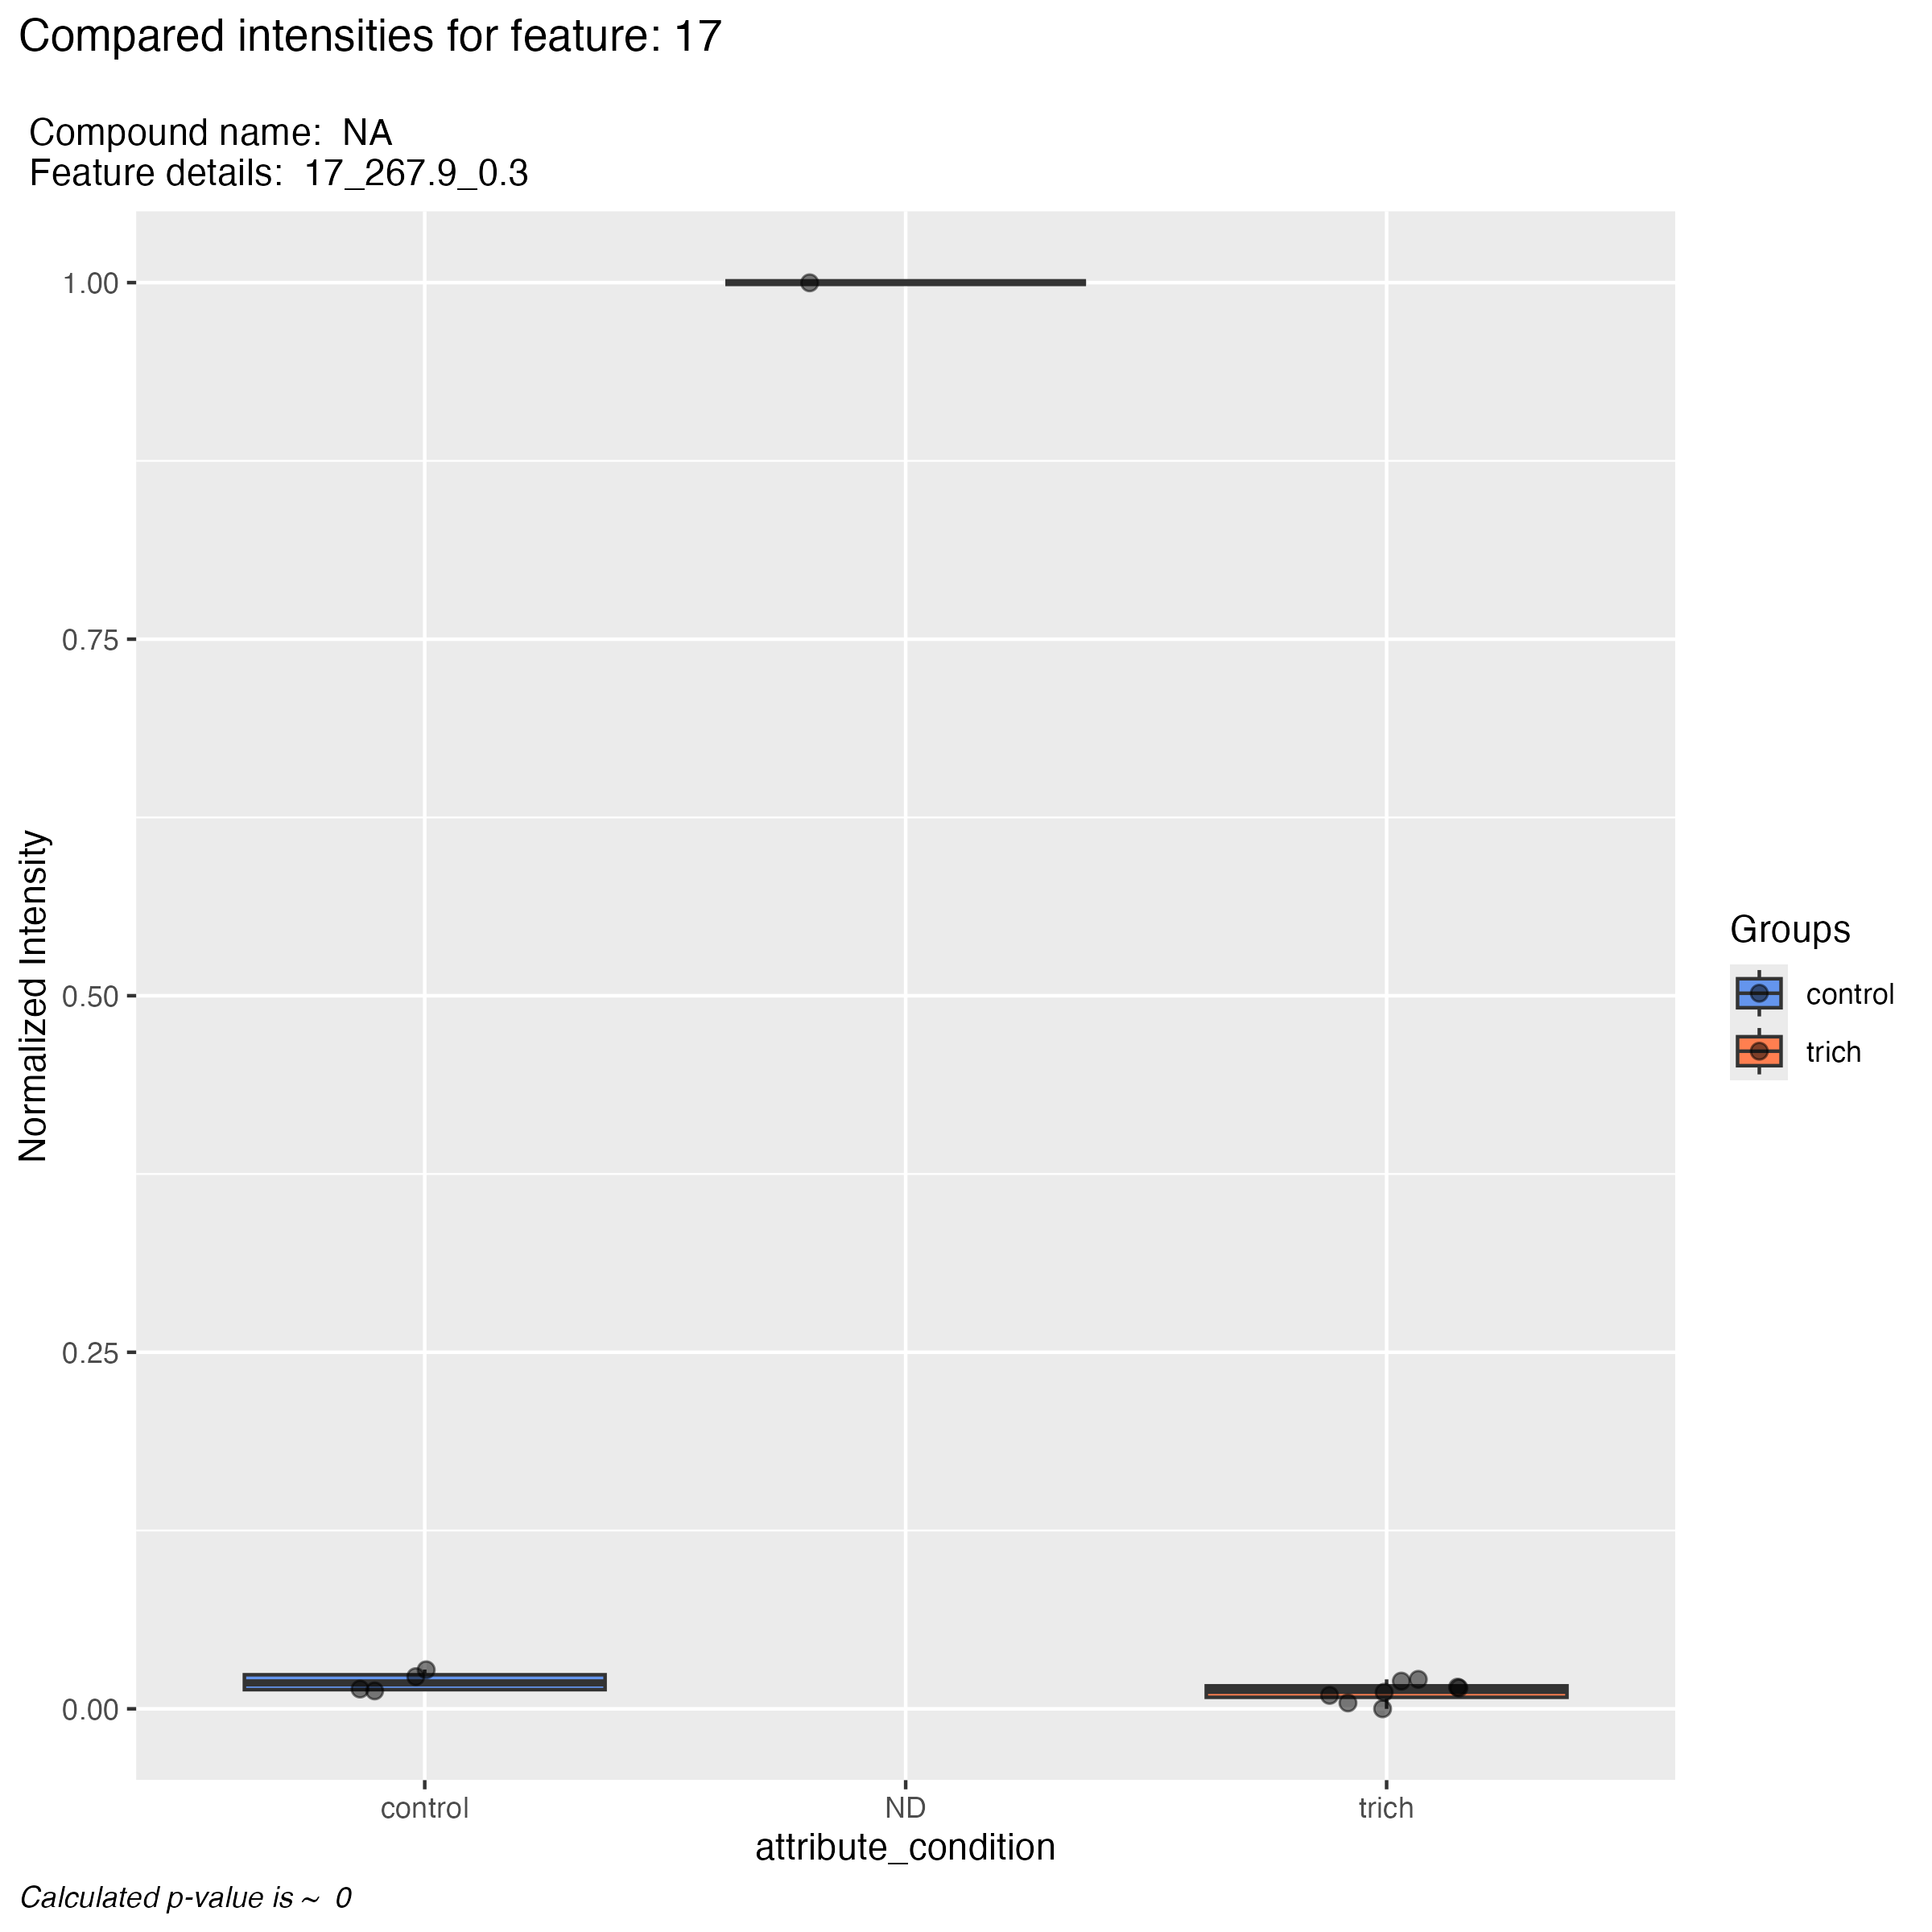 Compared intensities for feature: 17
Compound name:  NA
Feature details:  17_267.9_0.3
Normalized Intensity
1.00
0.75
0.50
0.25
0.00
control
ND
trich
attribute_condition
Groups
control
trich
Calculated p-value is ~  0